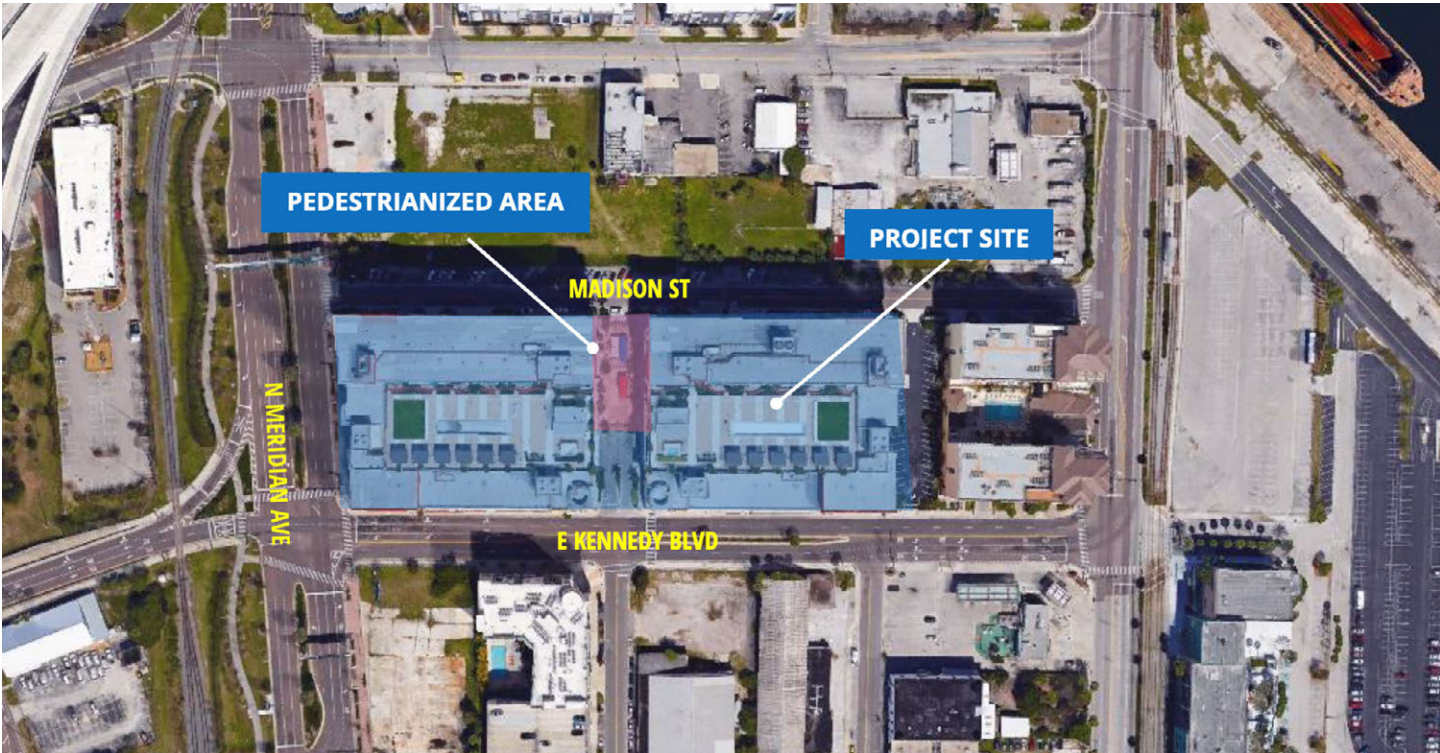 PEDESTRIANIZED AREA
PROJECT SITE
MADISON ST
N MERIDIAN AVE
E KENNEDY BLVD